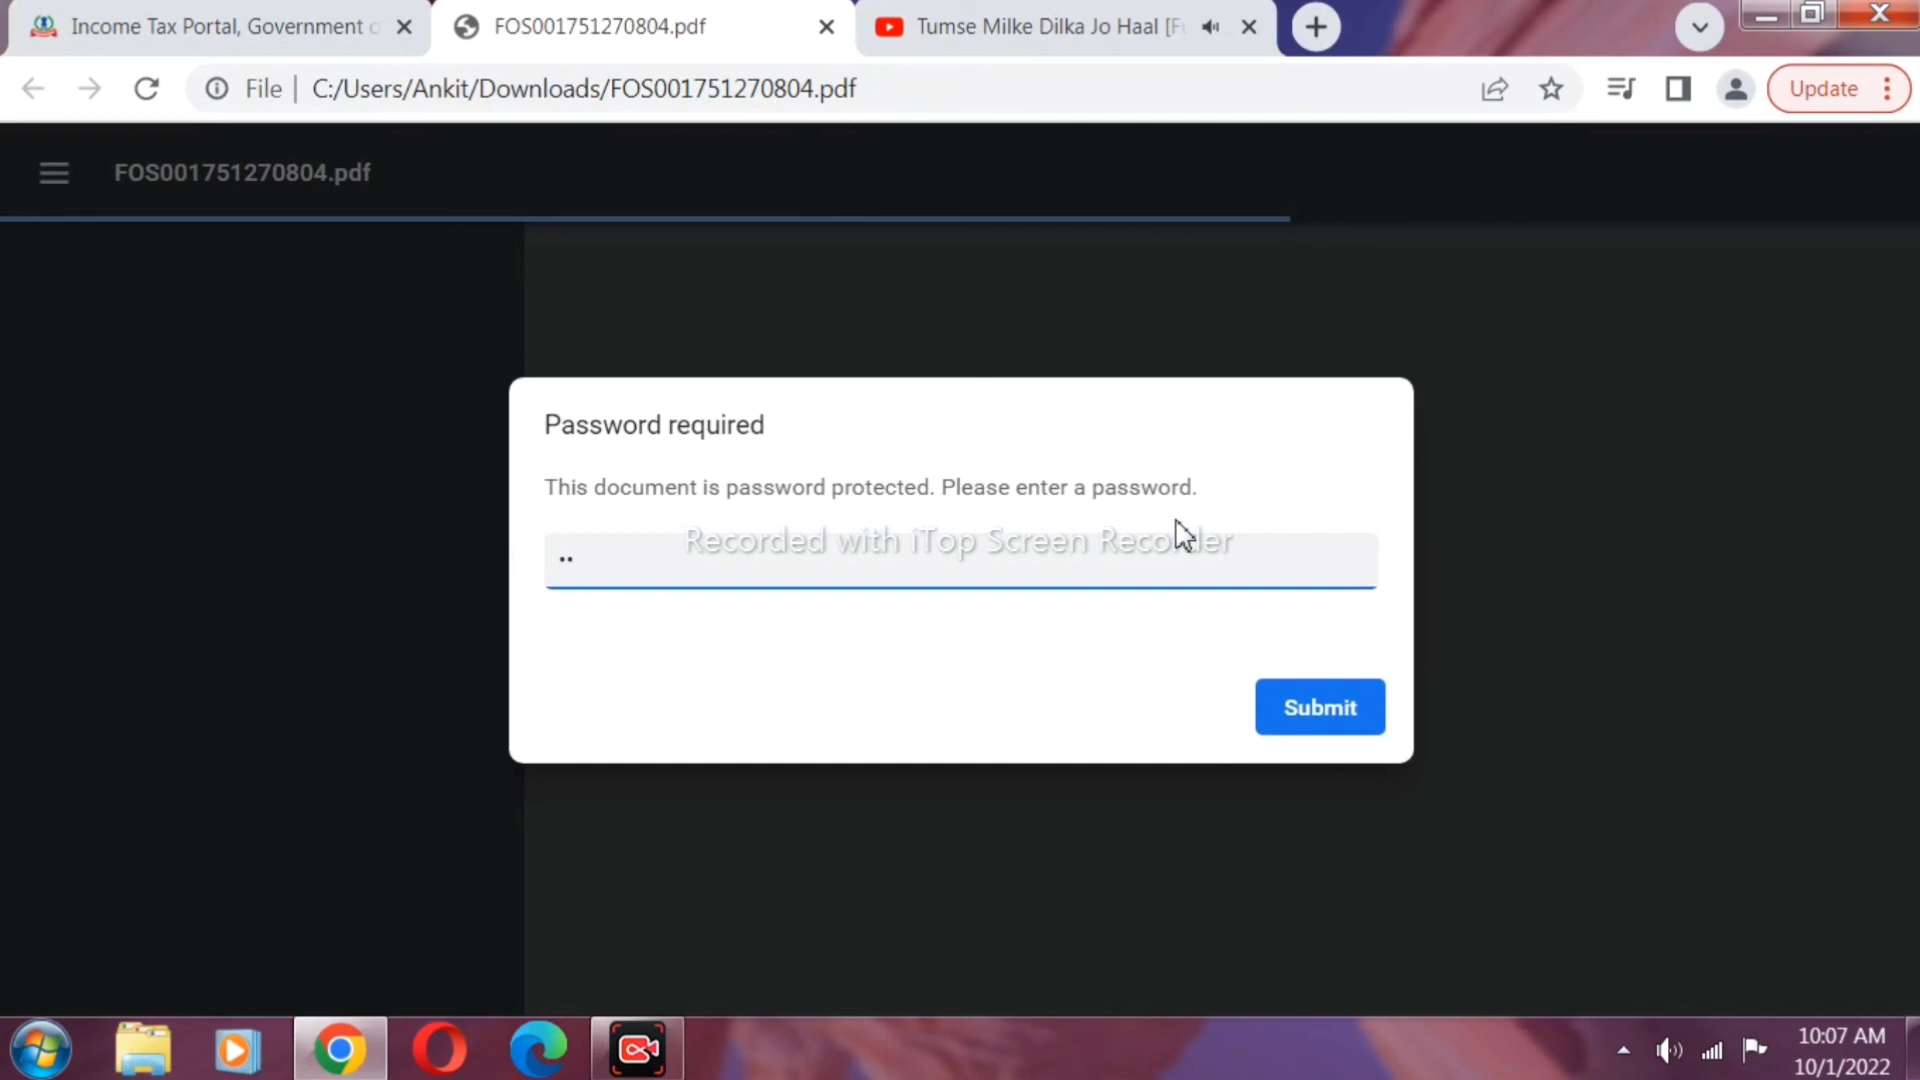 Income Tax Portal, Government
FOS001751270804.pdf
Tumse Milke Dilka Jo Haal
Update
File
C:/Users/Ankit/Downloads/FOS001751270804.pdf
FOS001751270804.pdf
Password required
This document is password protected. Please enter a password.
Recorded with iTop Screen Recorder
Submit
10:07 AM
10/1/2022